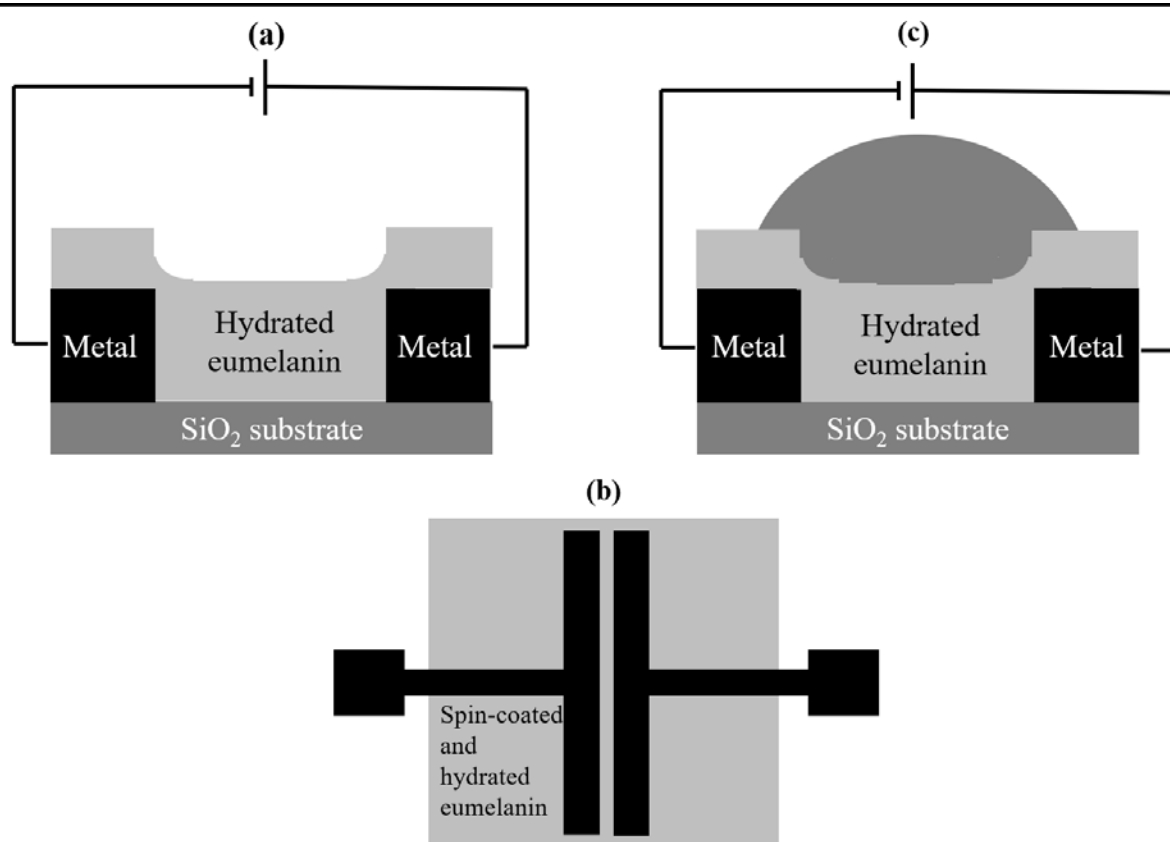 (a)
Metal
Hydrated
eumelanin
Metal
SiO₂ substrate
(c)
Metal
Hydrated
eumelanin
Metal
SiO₂ substrate
(b)
Spin-coated
and
hydrated
eumelanin